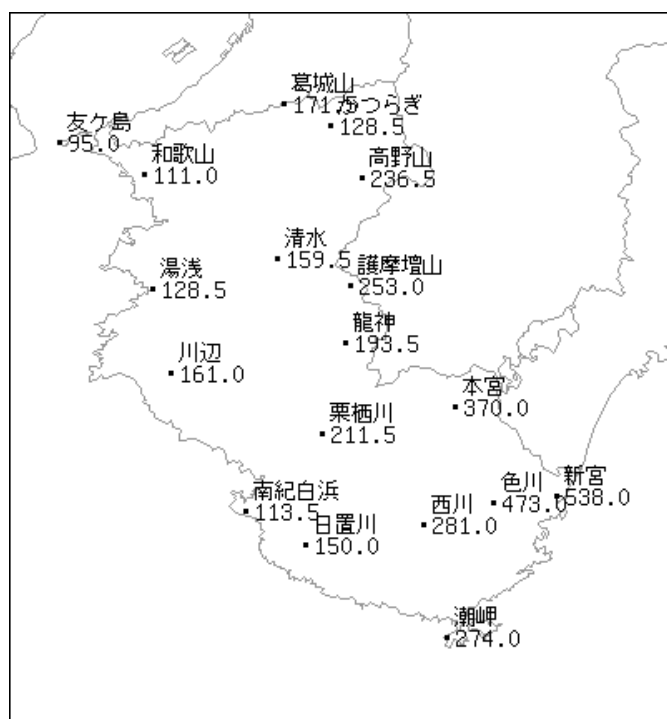 葛城山
171.5
かつらぎ
128.5
友ケ島
95.0
和歌山
111.0
高野山
236.5
清水
159.5
護摩壇山
253.0
湯浅
128.5
龍神
193.5
川辺
161.0
本宮
370.0
栗栖川
211.5
色川
473.0
新宮
538.0
南紀白浜
113.5
西川
281.0
日置川
150.0
潮岬
274.0